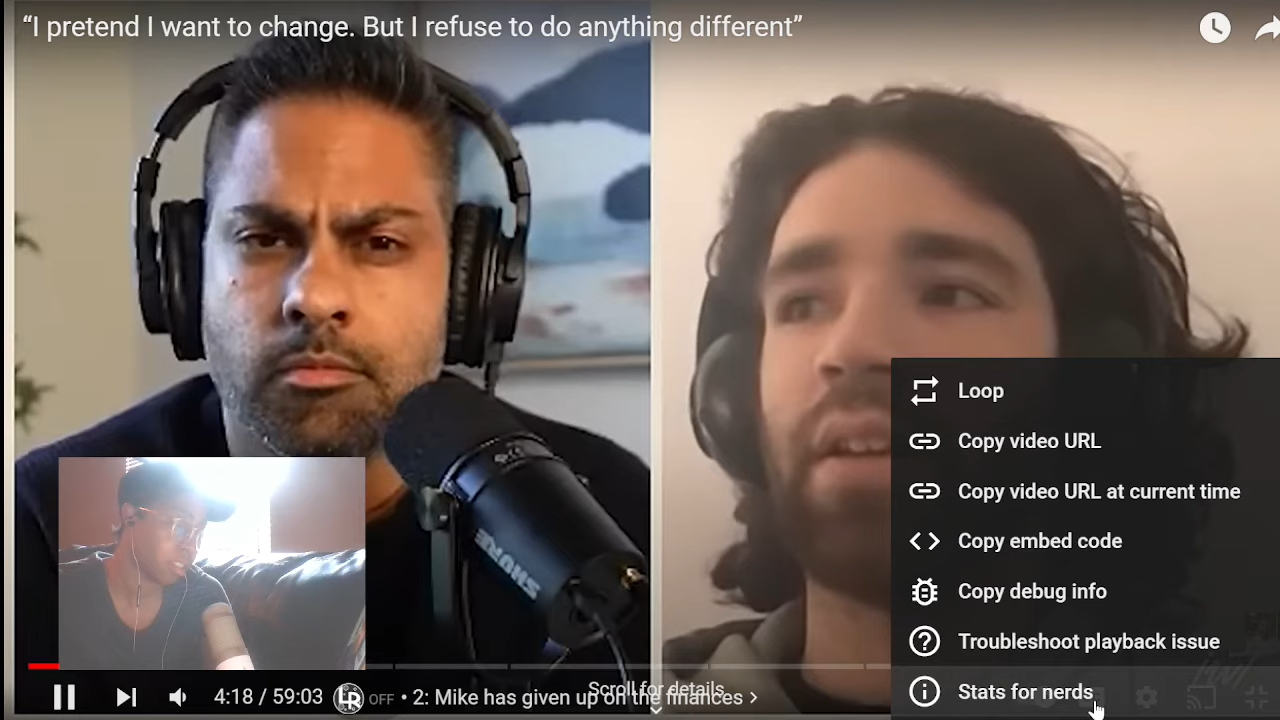 “I pretend I want to change. But I refuse to do anything different”
Loop
Copy video URL
Copy video URL at current time
Copy embed code
Copy debug info
Troubleshoot playback issue
Stats for nerds
SHURE
Scroll for details
4:18 / 59:03 OFF • 2: Mike has given up on the finances >